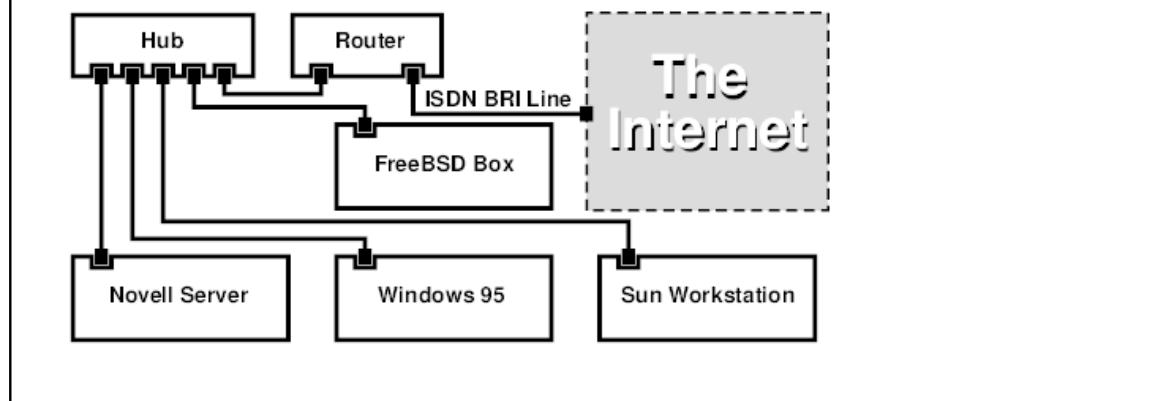 Hub
Router
The
Internet
ISDN BRI Line
FreeBSD Box
Novell Server
Windows 95
Sun Workstation